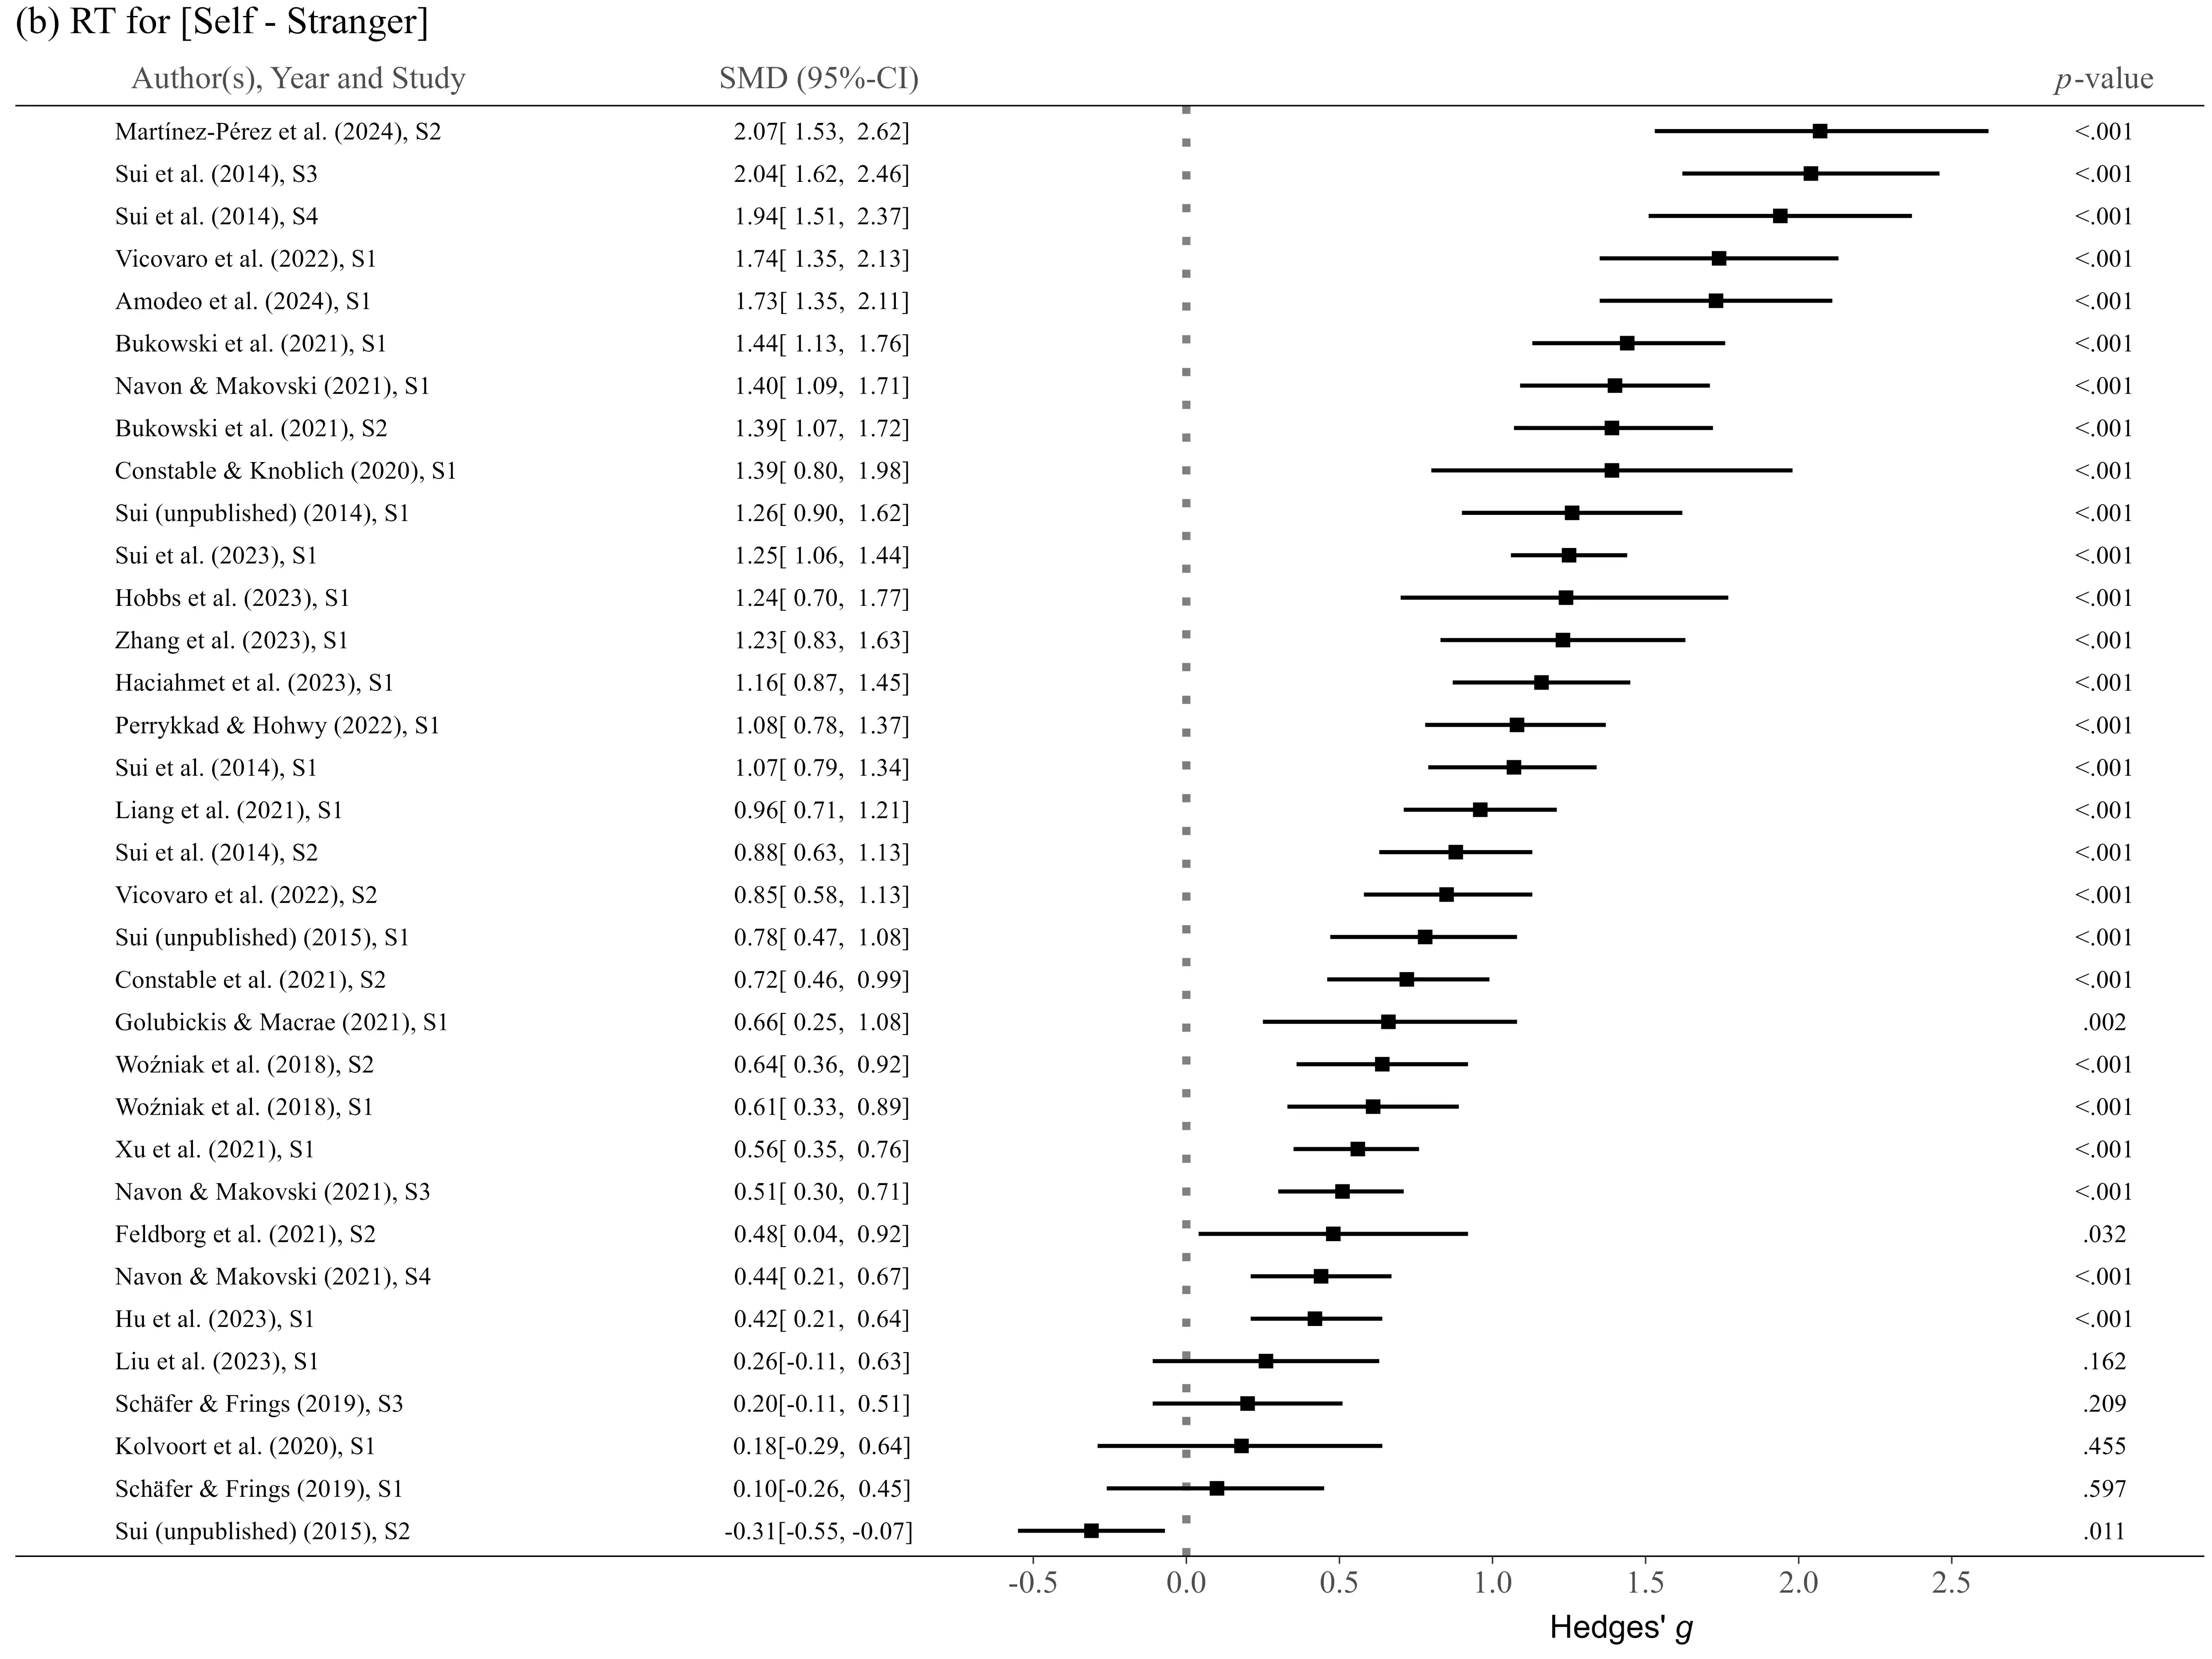 (b) RT for [Self - Stranger]
Author(s), Year and Study SMD (95%-CI) p-value
Martínez-Pérez et al. (2024), S2 2.07[ 1.53, 2.62] <.001
Sui et al. (2014), S3 2.04[ 1.62, 2.46] <.001
Sui et al. (2014), S4 1.94[ 1.51, 2.37] <.001
Vicovaro et al. (2022), S1 1.74[ 1.35, 2.13] <.001
Amodeo et al. (2024), S1 1.73[ 1.35, 2.11] <.001
Bukowski et al. (2021), S1 1.44[ 1.13, 1.76] <.001
Navon & Makovski (2021), S1 1.40[ 1.09, 1.71] <.001
Bukowski et al. (2021), S2 1.39[ 1.07, 1.72] <.001
Constable & Knoblich (2020), S1 1.39[ 0.80, 1.98] <.001
Sui (unpublished) (2014), S1 1.26[ 0.90, 1.62] <.001
Sui et al. (2023), S1 1.25[ 1.06, 1.44] <.001
Hobbs et al. (2023), S1 1.24[ 0.70, 1.77] <.001
Zhang et al. (2023), S1 1.23[ 0.83, 1.63] <.001
Haciahmet et al. (2023), S1 1.16[ 0.87, 1.45] <.001
Perrykkad & Hohwy (2022), S1 1.08[ 0.78, 1.37] <.001
Sui et al. (2014), S1 1.07[ 0.79, 1.34] <.001
Liang et al. (2021), S1 0.96[ 0.71, 1.21] <.001
Sui et al. (2014), S2 0.88[ 0.63, 1.13] <.001
Vicovaro et al. (2022), S2 0.85[ 0.58, 1.13] <.001
Sui (unpublished) (2015), S1 0.78[ 0.47, 1.08] <.001
Constable et al. (2021), S2 0.72[ 0.46, 0.99] <.001
Golubickis & Macrae (2021), S1 0.66[ 0.25, 1.08] .002
Woźniak et al. (2018), S2 0.64[ 0.36, 0.92] <.001
Woźniak et al. (2018), S1 0.61[ 0.33, 0.89] <.001
Xu et al. (2021), S1 0.56[ 0.35, 0.76] <.001
Navon & Makovski (2021), S3 0.51[ 0.30, 0.71] <.001
Feldborg et al. (2021), S2 0.48[ 0.04, 0.92] .032
Navon & Makovski (2021), S4 0.44[ 0.21, 0.67] <.001
Hu et al. (2023), S1 0.42[ 0.21, 0.64] <.001
Liu et al. (2023), S1 0.26[-0.11, 0.63] .162
Schäfer & Frings (2019), S3 0.20[-0.11, 0.51] .209
Kolvoort et al. (2020), S1 0.18[-0.29, 0.64] .455
Schäfer & Frings (2019), S1 0.10[-0.26, 0.45] .597
Sui (unpublished) (2015), S2 -0.31[-0.55, -0.07] .011
-0.5 0.0 0.5 1.0 1.5 2.0 2.5
Hedges' g